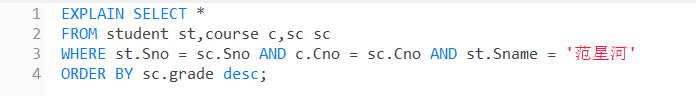 1 EXPLAIN SELECT *
2 FROM student st,course c,sc sc
3 WHERE st.Sno = sc.Sno AND c.Cno = sc.Cno AND st.Sname = '范星河'
4 ORDER BY sc.grade desc;